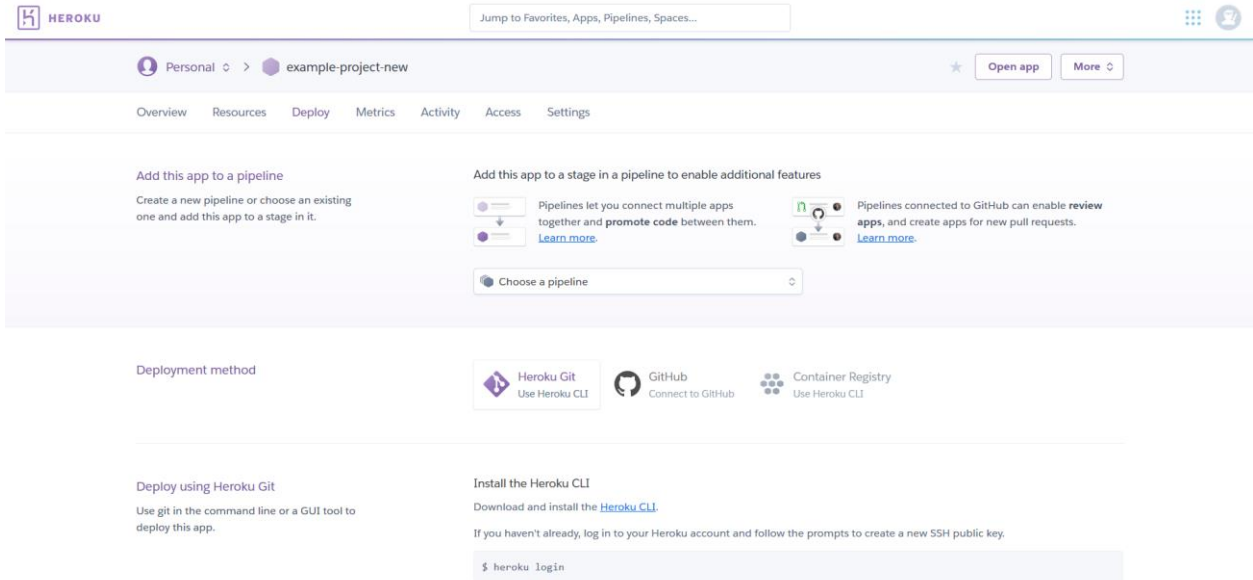 HEROKU
Jump to Favorites, Apps, Pipelines, Spaces...
Personal > example-project-new
Open app
More
Overview Resources Deploy Metrics Activity Access Settings
Add this app to a pipeline
Create a new pipeline or choose an existing
one and add this app to a stage in it.
Add this app to a stage in a pipeline to enable additional features
Pipelines let you connect multiple apps
together and promote code between them.
Learn more.
Pipelines connected to GitHub can enable review
apps, and create apps for new pull requests.
Learn more.
Choose a pipeline
Deployment method
Heroku Git
Use Heroku CLI
GitHub
Connect to GitHub
Container Registry
Use Heroku CLI
Deploy using Heroku Git
Use git in the command line or a GUI tool to
deploy this app.
Install the Heroku CLI
Download and install the Heroku CLI.
If you haven't already, log in to your Heroku account and follow the prompts to create a new SSH public key.
$ heroku login